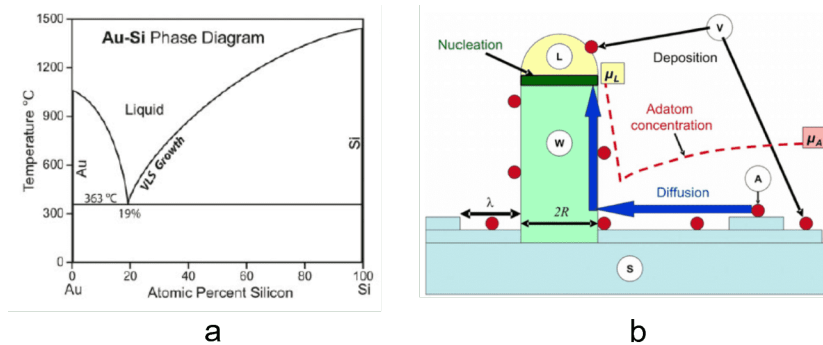 Au-Si Phase Diagram
1500
1200
900
600
300
0
Temperature °C
Liquid
VLS Growth
Au
Si
363 °C
19%
0
20
40
60
80
100
Au
Atomic Percent Silicon
Si
a
V
Nucleation
L
Deposition
μL
Adatom
concentration
μA
W
A
Diffusion
λ
2R
S
b